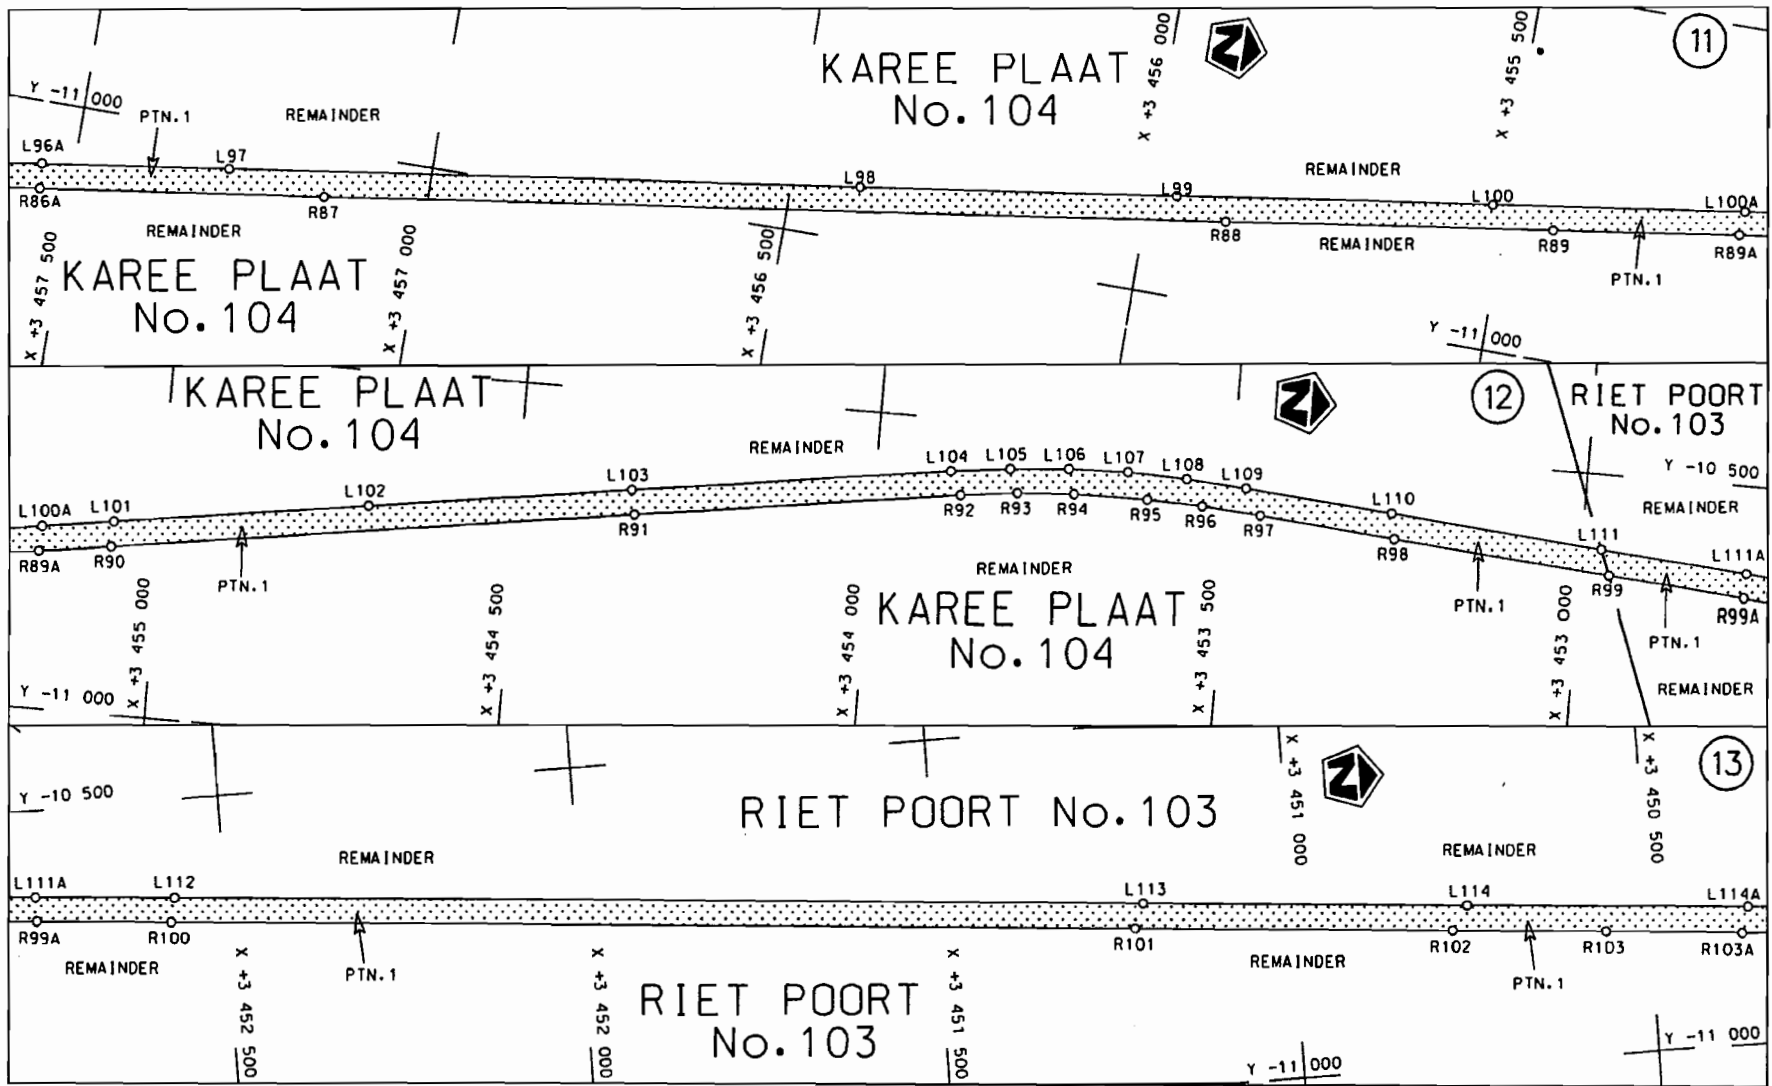 11
KAREE PLAAT
No.104
X +3 456 000
X +3 455 500
Y -11 000
PTN.1
REMAINDER
REMAINDER
L96A
L97
L98
L99
L100
L100A
R86A
R87
R88
R89
R89A
REMAINDER
REMAINDER
PTN.1
X +3 457 500
KAREE PLAAT
No.104
X +3 457 000
X +3 456 500
Y -11 000
N
KAREE PLAAT
No.104
N
12
RIET POORT
No.103
REMAINDER
Y -10 500
REMAINDER
L100A
L101
L102
L103
L104
L105
L106
L107
L108
L109
L110
L111
L111A
R89A
R90
R91
R92
R93
R94
R95
R96
R97
R98
R99
R99A
PTN.1
REMAINDER
PTN.1
PTN.1
KAREE PLAAT
No.104
X +3 455 000
X +3 454 500
X +3 454 000
X +3 453 500
X +3 453 000
Y -11 000
REMAINDER
N
13
X +3 451 000
X +3 450 500
Y -10 500
RIET POORT No.103
REMAINDER
REMAINDER
L111A
L112
L113
L114
L114A
R99A
R100
R101
R102
R103
R103A
REMAINDER
PTN.1
REMAINDER
PTN.1
X +3 452 500
X +3 452 000
X +3 451 500
RIET POORT
No.103
Y -11 000
Y -11 000